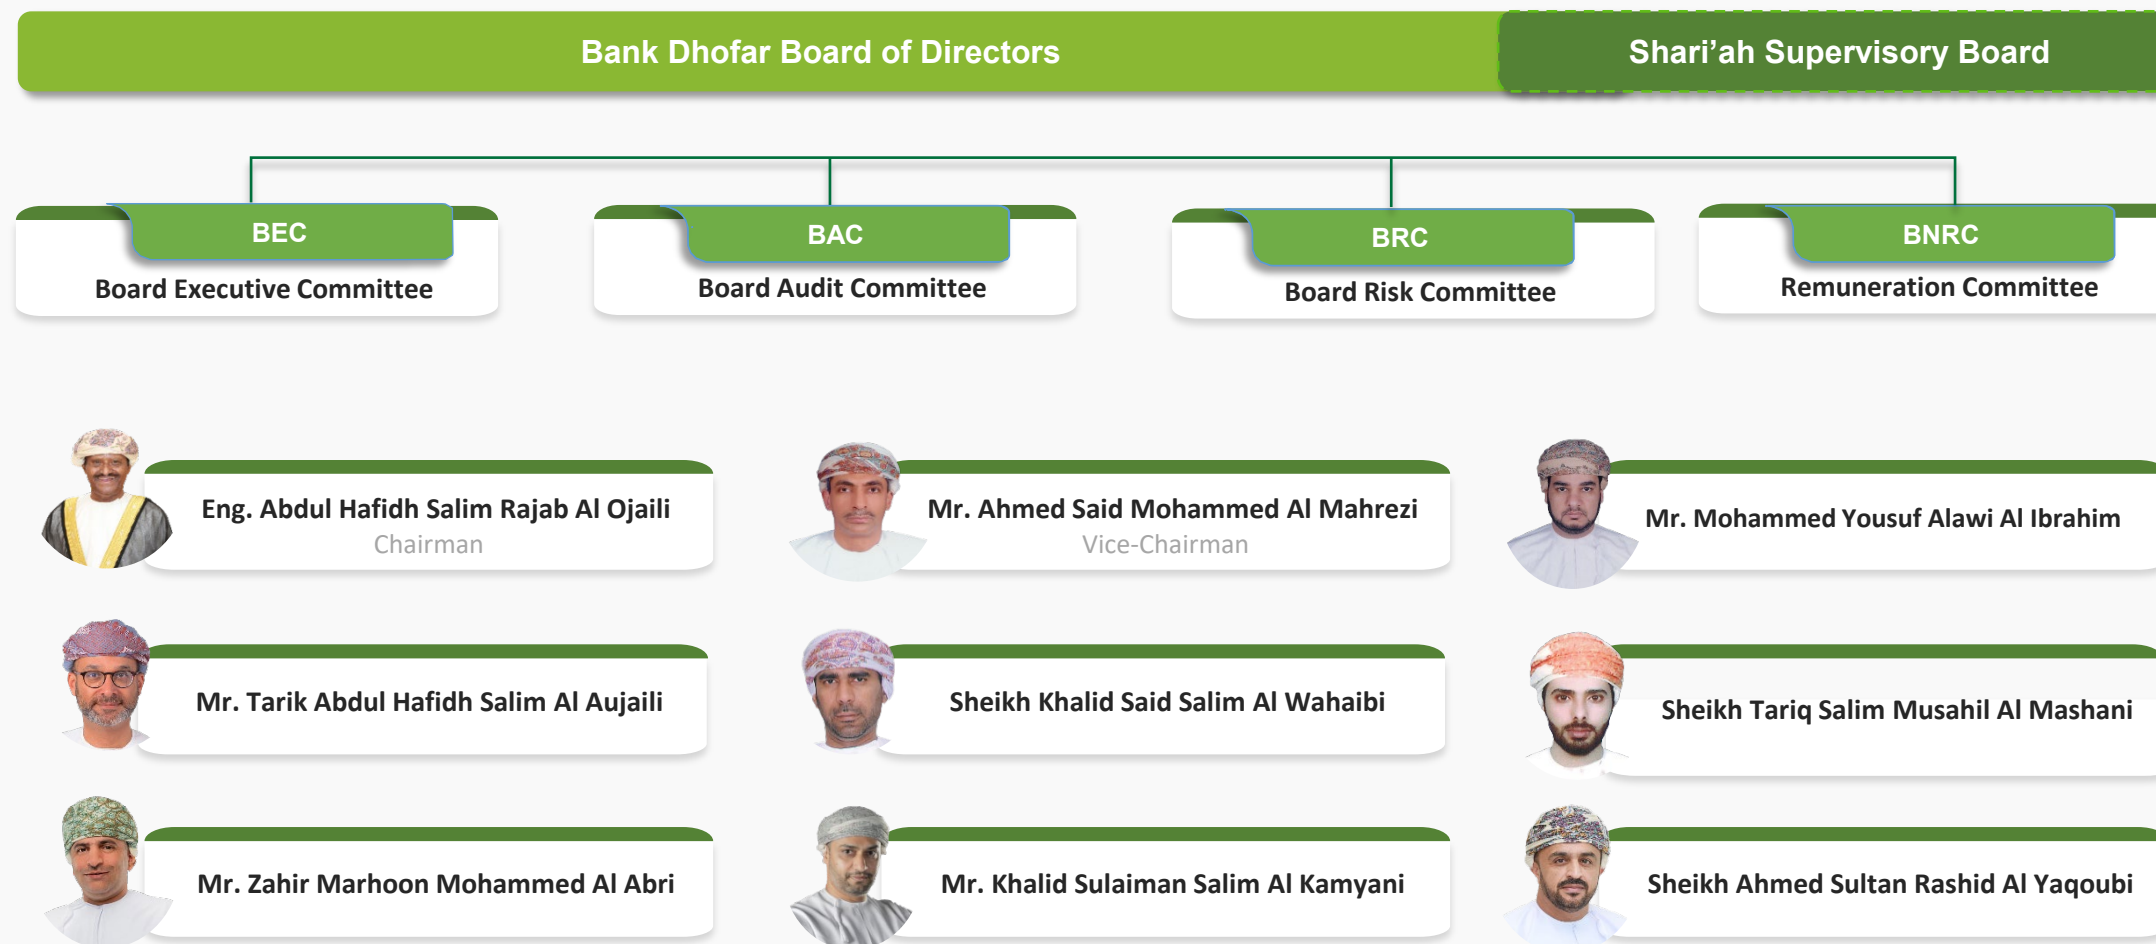 Bank Dhofar Board of Directors
Shari’ah Supervisory Board
BEC
Board Executive Committee
BAC
Board Audit Committee
BRC
Board Risk Committee
BNRC
Remuneration Committee
Eng. Abdul Hafidh Salim Rajab Al Ojaili
Chairman
Mr. Ahmed Said Mohammed Al Mahrezi
Vice-Chairman
Mr. Mohammed Yousuf Alawi Al Ibrahim
Mr. Tarik Abdul Hafidh Salim Al Aujaili
Sheikh Khalid Said Salim Al Wahaibi
Sheikh Tariq Salim Musahil Al Mashani
Mr. Zahir Marhoon Mohammed Al Abri
Mr. Khalid Sulaiman Salim Al Kamyani
Sheikh Ahmed Sultan Rashid Al Yaqoubi